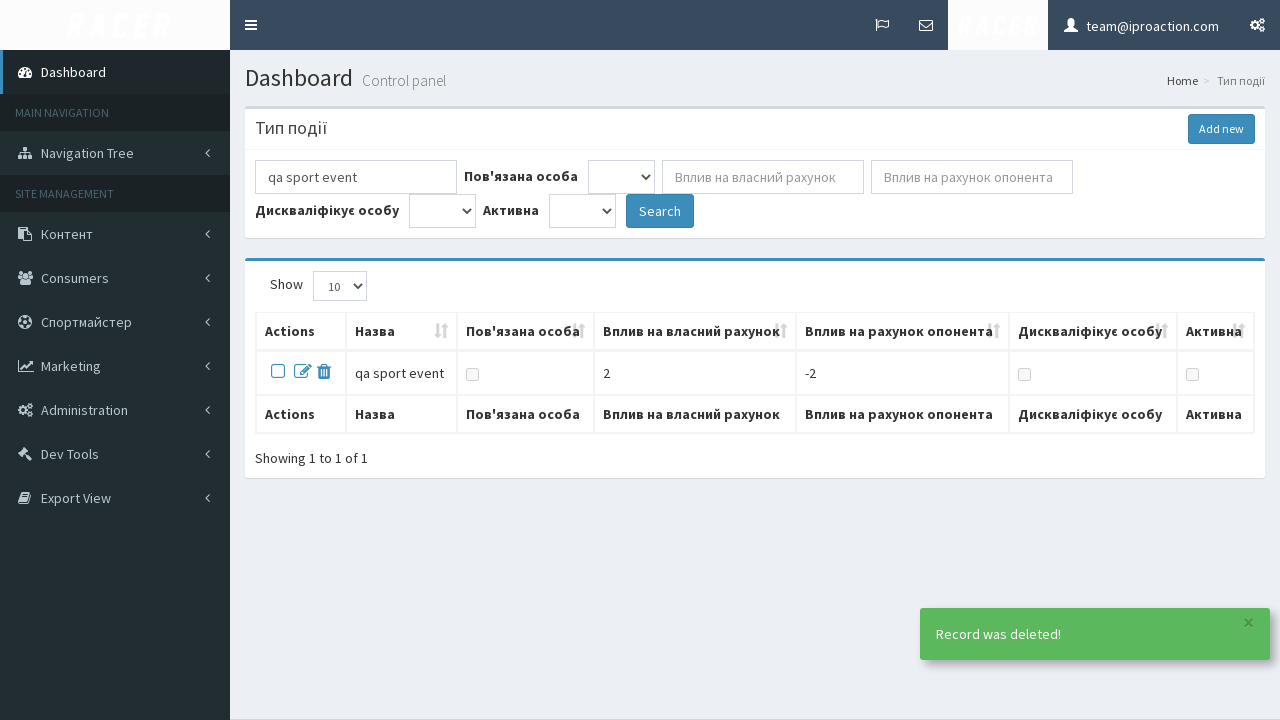 RACER
RACER
team@iproaction.com
Dashboard
MAIN NAVIGATION
Navigation Tree
SITE MANAGEMENT
Контент
Consumers
Спортмайстер
Marketing
Administration
Dev Tools
Export View
Dashboard Control panel
Home > Тип події
Тип події
Add new
qa sport event Пов'язана особа Вплив на власний рахунок Вплив на рахунок опонента
Дискваліфікує особу Активна Search
Show 10
Actions Назва Пов'язана особа Вплив на власний рахунок Вплив на рахунок опонента Дискваліфікує особу Активна
qa sport event 2 -2
Actions Назва Пов'язана особа Вплив на власний рахунок Вплив на рахунок опонента Дискваліфікує особу Активна
Showing 1 to 1 of 1
Record was deleted! ×